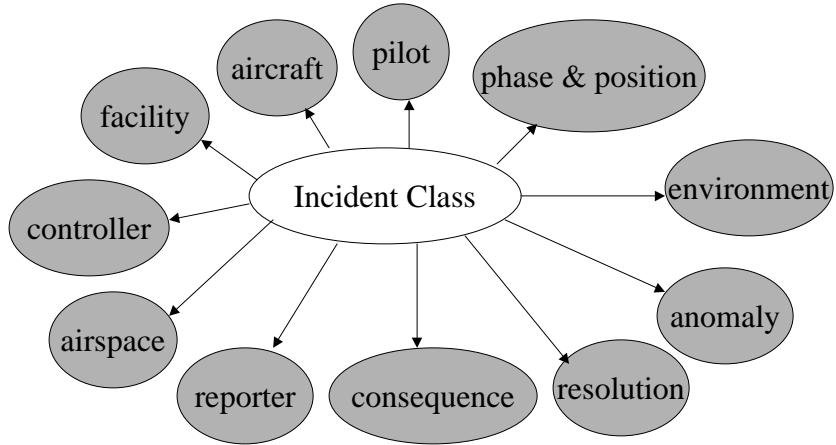 pilot
aircraft
phase & position
facility
Incident Class
environment
controller
anomaly
airspace
reporter
consequence
resolution